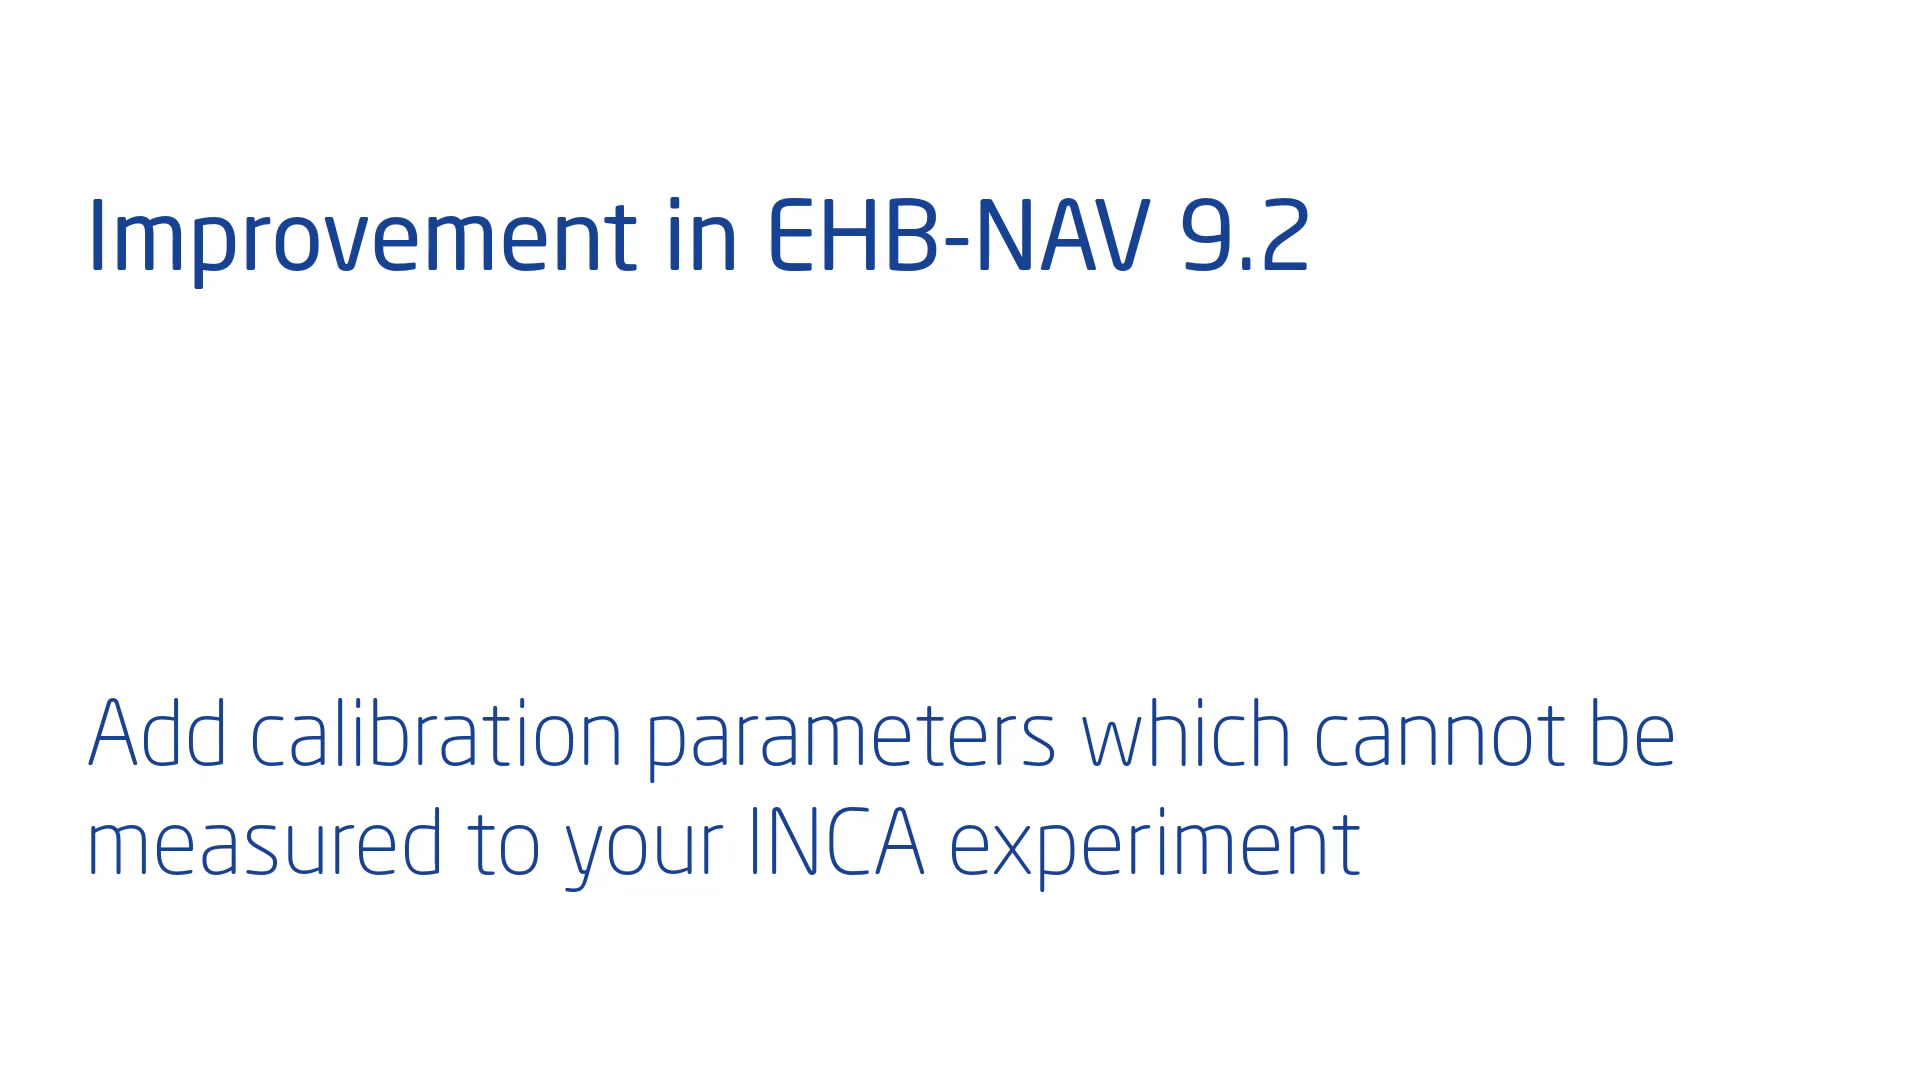 Improvement in EHB-NAV 9.2
Add calibration parameters which cannot be
measured to your INCA experiment